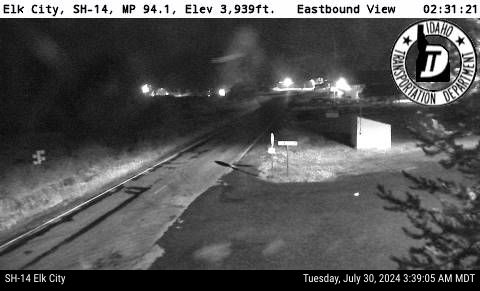 Elk City, SH-14, MP 94.1, Elev 3,939ft.   Eastbound View   02:31:21
IDAHO
TRANSPORTATION DEPARTMENT
SH-14 Elk City
Tuesday, July 30, 2024 3:39:05 AM MDT